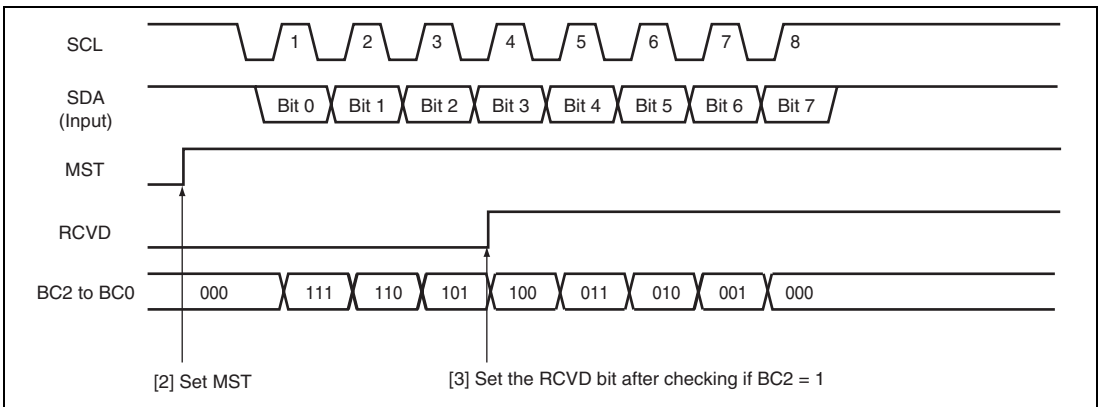 SCL 1 2 3 4 5 6 7 8
SDA
(Input) Bit 0 Bit 1 Bit 2 Bit 3 Bit 4 Bit 5 Bit 6 Bit 7
MST
RCVD
BC2 to BC0 000 111 110 101 100 011 010 001 000
[2] Set MST [3] Set the RCVD bit after checking if BC2 = 1